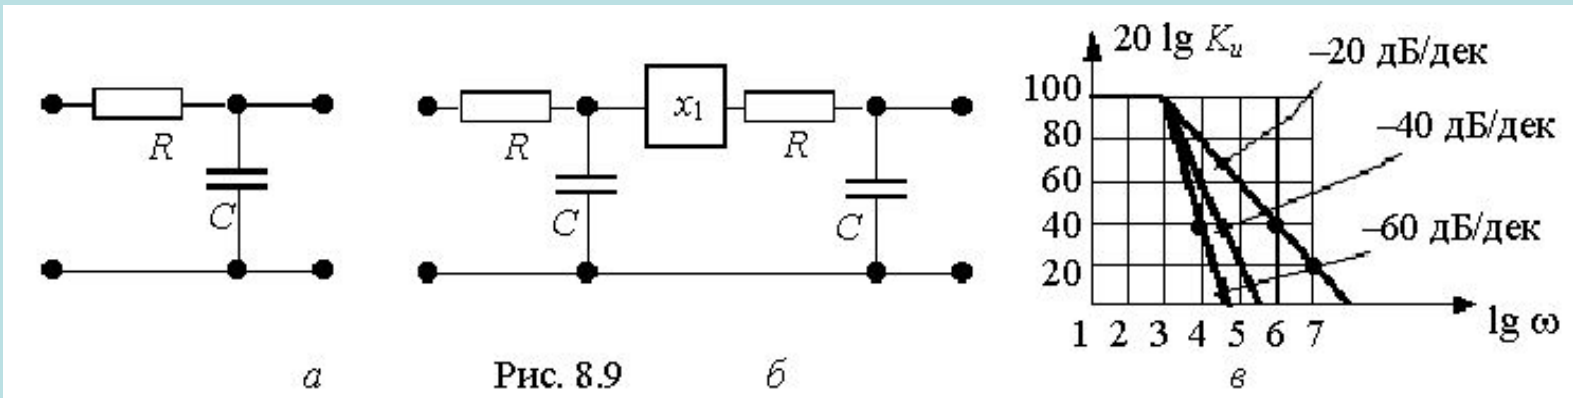 R
C
а
R
C
x₁
R
C
б
Рис. 8.9
20 lg Kᵤ
100
80
60
40
20
1 2 3 4 5 6 7
lg ω
–20 дБ/дек
–40 дБ/дек
–60 дБ/дек
в